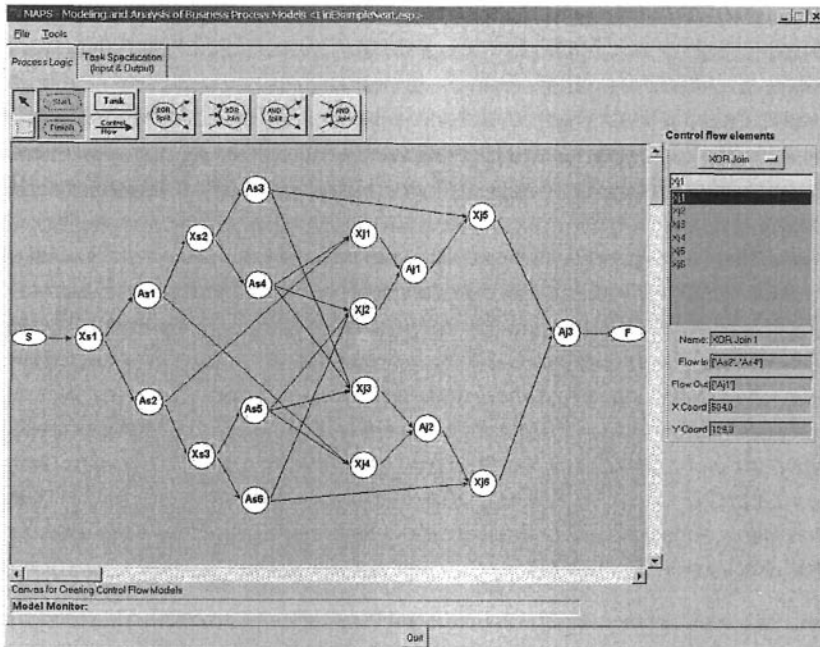 MAPS - Modeling and Analysis of Business Process Models
File Tools
Process Logic
Task Specification
(Input & Output)
Start
Task
XOR
Split
XOR
Join
AND
Split
AND
Join
Finish
Control
Flow
Control flow elements
XOR Join
Xj1
Xj1
Xj2
Xj3
Xj4
Xj5
Xj6
Name: XOR Join 1
Flow In ['As2', 'As4']
Flow Out ['Aj1']
X Coord
Y Coord
As3
Xj5
Xs2
Xj1
As1
As4
Aj1
Xj2
S
Xs1
Aj3
F
As2
As5
Xj3
Aj2
Xs3
Xj4
Xj6
As6
Canvas for Creating Control Flow Models
Model Monitor:
Quit